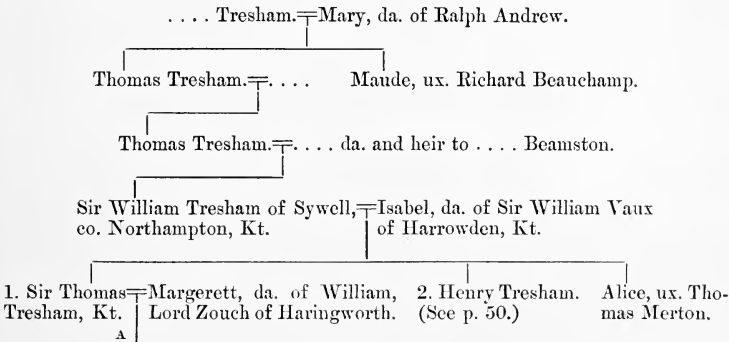 .... Tresham.=Mary, da. of Ralph Andrew.
Thomas Tresham.=.... Maude, ux. Richard Beauchamp.
Thomas Tresham.=.... da. and heir to .... Beamston.
Sir William Tresham of Sywell,=Isabel, da. of Sir William Vaux
co. Northampton, Kt. of Harrowden, Kt.
1. Sir Thomas=Margerett, da. of William, 2. Henry Tresham. Alice, ux. Tho-
Tresham, Kt. Lord Zouch of Haringworth. (See p. 50.) mas Merton.
A